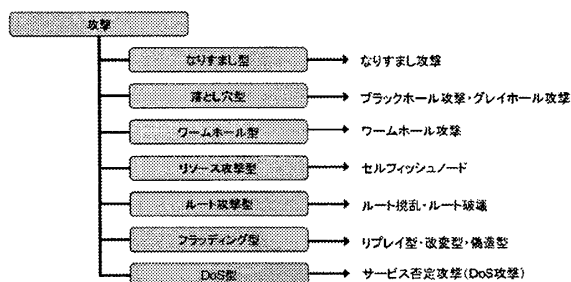 攻撃
なりすまし型 なりすまし攻撃
落とし穴型 ブラックホール攻撃・グレイホール攻撃
ワームホール型 ワームホール攻撃
リソース攻撃型 セルフィッシュノード
ルート攻撃型 ルート撹乱・ルート破壊
フラッディング型 リプレイ型・改変型・偽造型
DoS型 サービス否定攻撃(DoS攻撃)